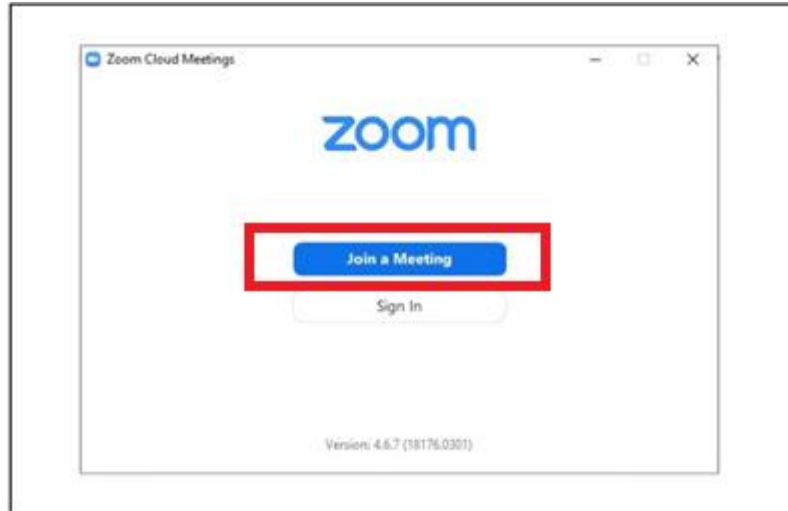 Zoom Cloud Meetings
zoom
Join a Meeting
Sign In
Version: 4.6.7 (18176.0301)